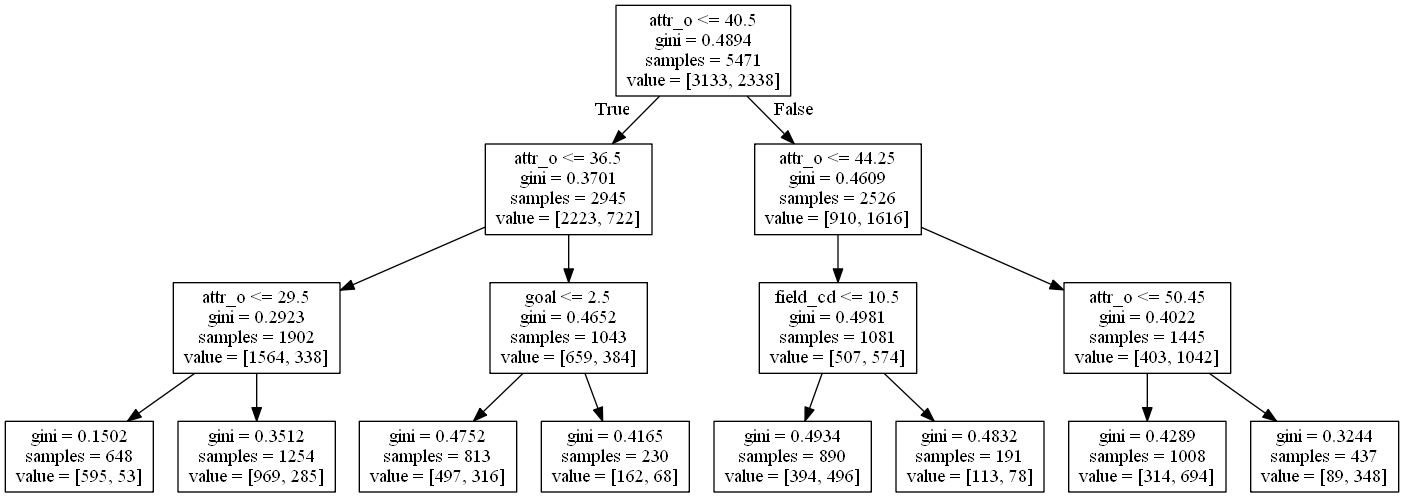 attr_o <= 40.5
gini = 0.4894
samples = 5471
value = [3133, 2338]
True
False
attr_o <= 36.5
gini = 0.3701
samples = 2945
value = [2223, 722]
attr_o <= 44.25
gini = 0.4609
samples = 2526
value = [910, 1616]
attr_o <= 29.5
gini = 0.2923
samples = 1902
value = [1564, 338]
goal <= 2.5
gini = 0.4652
samples = 1043
value = [659, 384]
field_cd <= 10.5
gini = 0.4981
samples = 1081
value = [507, 574]
attr_o <= 50.45
gini = 0.4022
samples = 1445
value = [403, 1042]
gini = 0.1502
samples = 648
value = [595, 53]
gini = 0.3512
samples = 1254
value = [969, 285]
gini = 0.4752
samples = 813
value = [497, 316]
gini = 0.4165
samples = 230
value = [162, 68]
gini = 0.4934
samples = 890
value = [394, 496]
gini = 0.4832
samples = 191
value = [113, 78]
gini = 0.4289
samples = 1008
value = [314, 694]
gini = 0.3244
samples = 437
value = [89, 348]